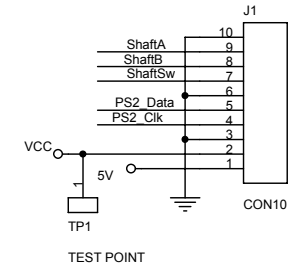 J1
10
ShaftA 9
ShaftB 8
ShaftSw 7
6
PS2_Data 5
PS2_Clk 4
3
VCC 2
5V 1
1
CON10
TP1
TEST POINT